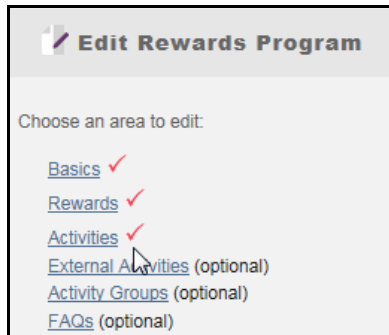 Edit Rewards Program
Choose an area to edit:
Basics
Rewards
Activities
External Activities (optional)
Activity Groups (optional)
FAQs (optional)